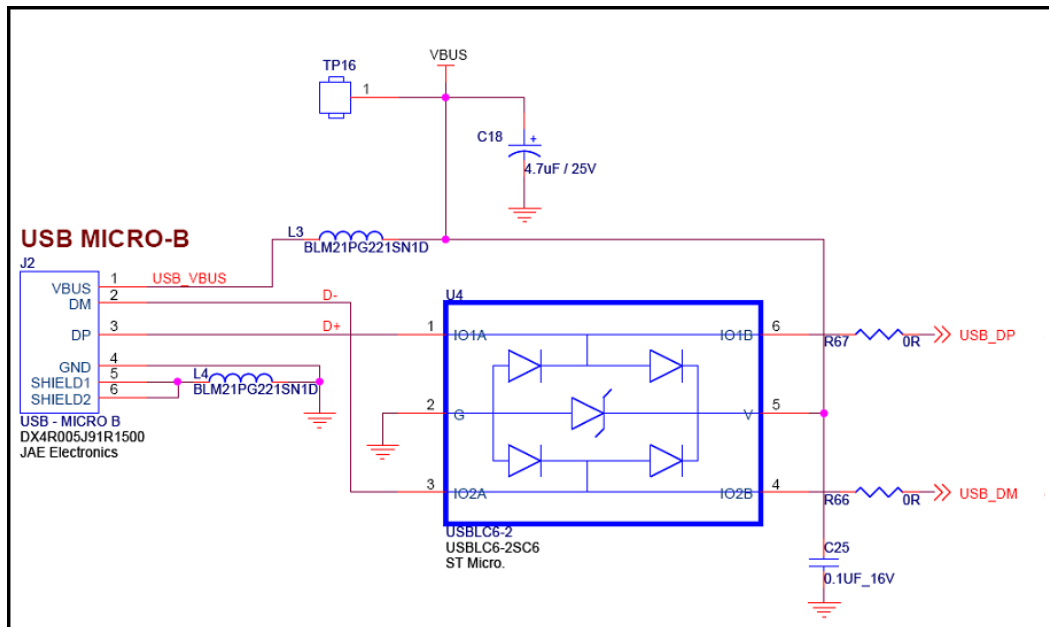 VBUS
TP16
1
C18
+
4.7uF / 25V
USB MICRO-B
L3
BLM21PG221SN1D
J2
VBUS
1
USB_VBUS
DM
2
D-
DP
3
D+
GND
4
SHIELD1
5
SHIELD2
6
L4
BLM21PG221SN1D
USB - MICRO B
DX4R005J91R1500
JAE Electronics
U4
1
IO1A
IO1B
6
R67
0R
USB_DP
2
G
V
5
3
IO2A
IO2B
4
R66
0R
USB_DM
USBLC6-2
USBLC6-2SC6
ST Micro.
C25
0.1UF_16V